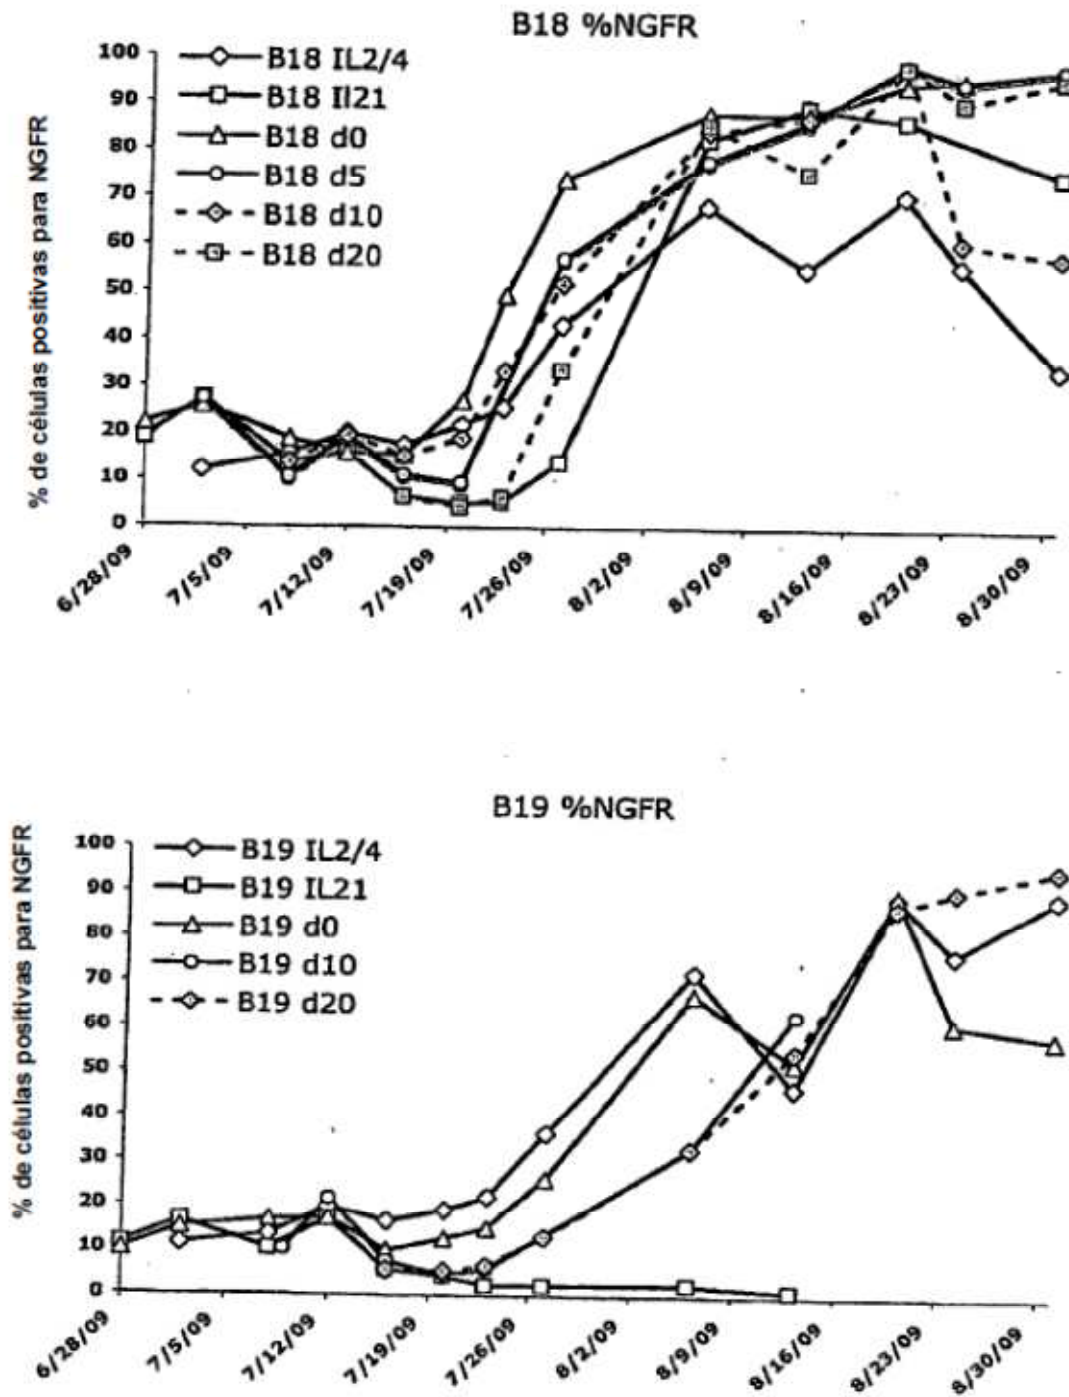 B18 %NGFR
% de células positivas para NGFR
100
90
80
70
60
50
40
30
20
10
0
B18 IL2/4
B18 Il21
B18 d0
B18 d5
B18 d10
B18 d20
6/28/09
7/5/09
7/12/09
7/19/09
7/26/09
8/2/09
8/9/09
8/16/09
8/23/09
8/30/09
B19 %NGFR
% de células positivas para NGFR
100
90
80
70
60
50
40
30
20
10
0
B19 IL2/4
B19 IL21
B19 d0
B19 d10
B19 d20
6/28/09
7/5/09
7/12/09
7/19/09
7/26/09
8/2/09
8/9/09
8/16/09
8/23/09
8/30/09